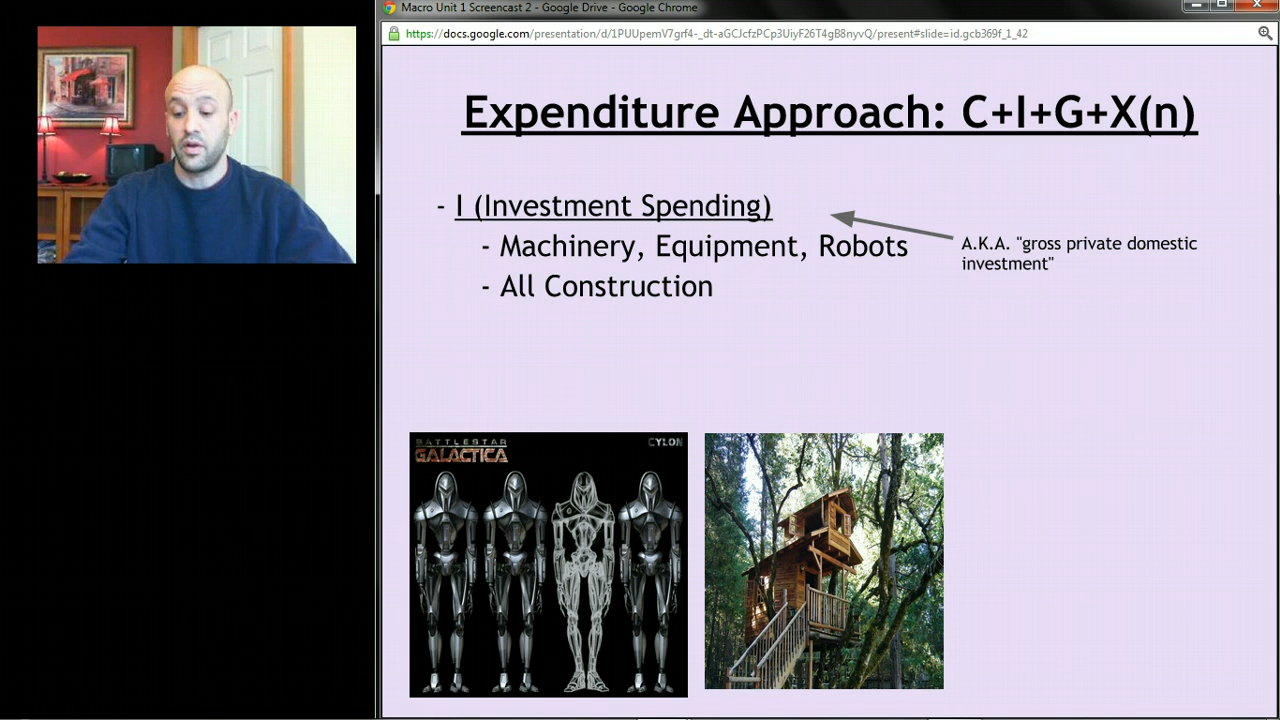 Macro Unit 1 Screencast 2 - Google Drive - Google Chrome
https://docs.google.com/presentation/d/1PUUpemV7grf4-_dt-aGCJcfzPCp3UiyF26T4gB8nyvQ/present#slide=id.gcb369f_1_42
Expenditure Approach: C+I+G+X(n)
- I (Investment Spending)
- Machinery, Equipment, Robots
- All Construction
A.K.A. "gross private domestic
investment"
BATTLESTAR
GALACTICA
CYLON